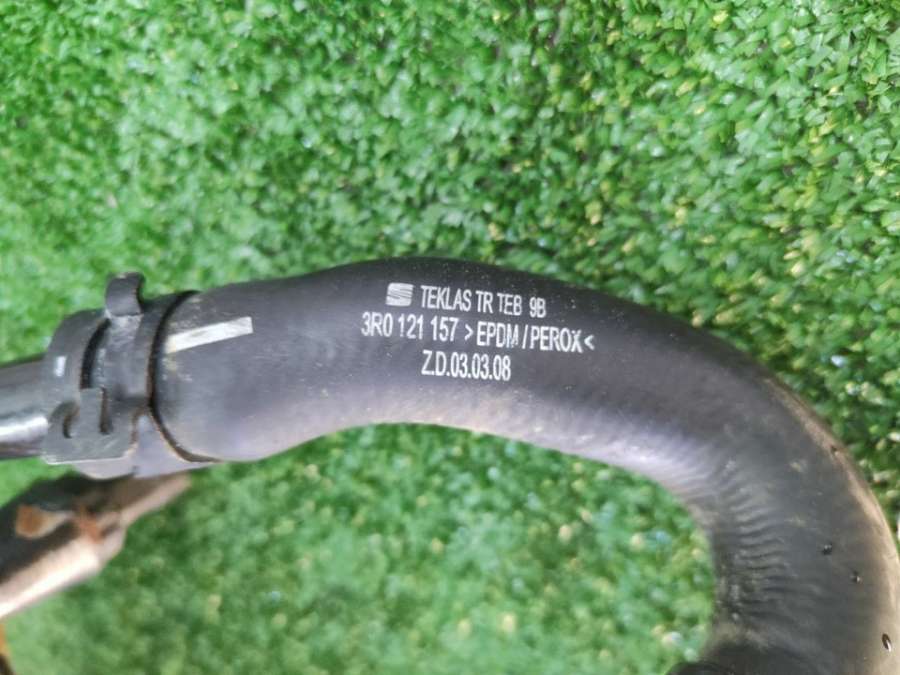 TEKLAS TR TEB 9B
3R0 121 157 >EPDM/PEROX<
Z.D.03.03.08